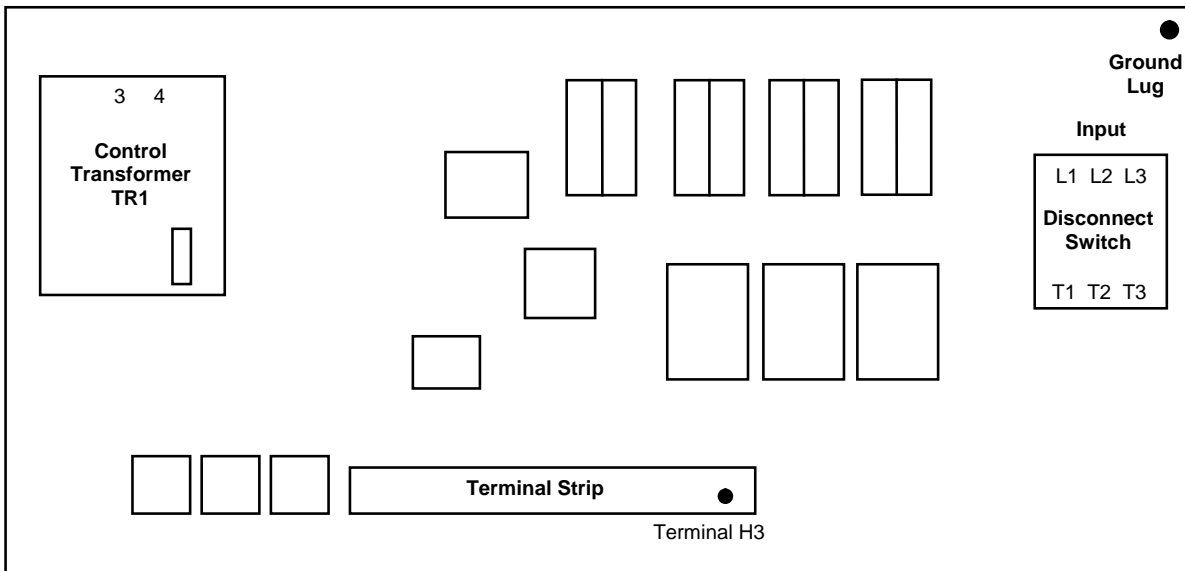 Ground
Lug
3 4
Control
Transformer
TR1
Input
L1 L2 L3
Disconnect
Switch
T1 T2 T3
Terminal Strip
Terminal H3